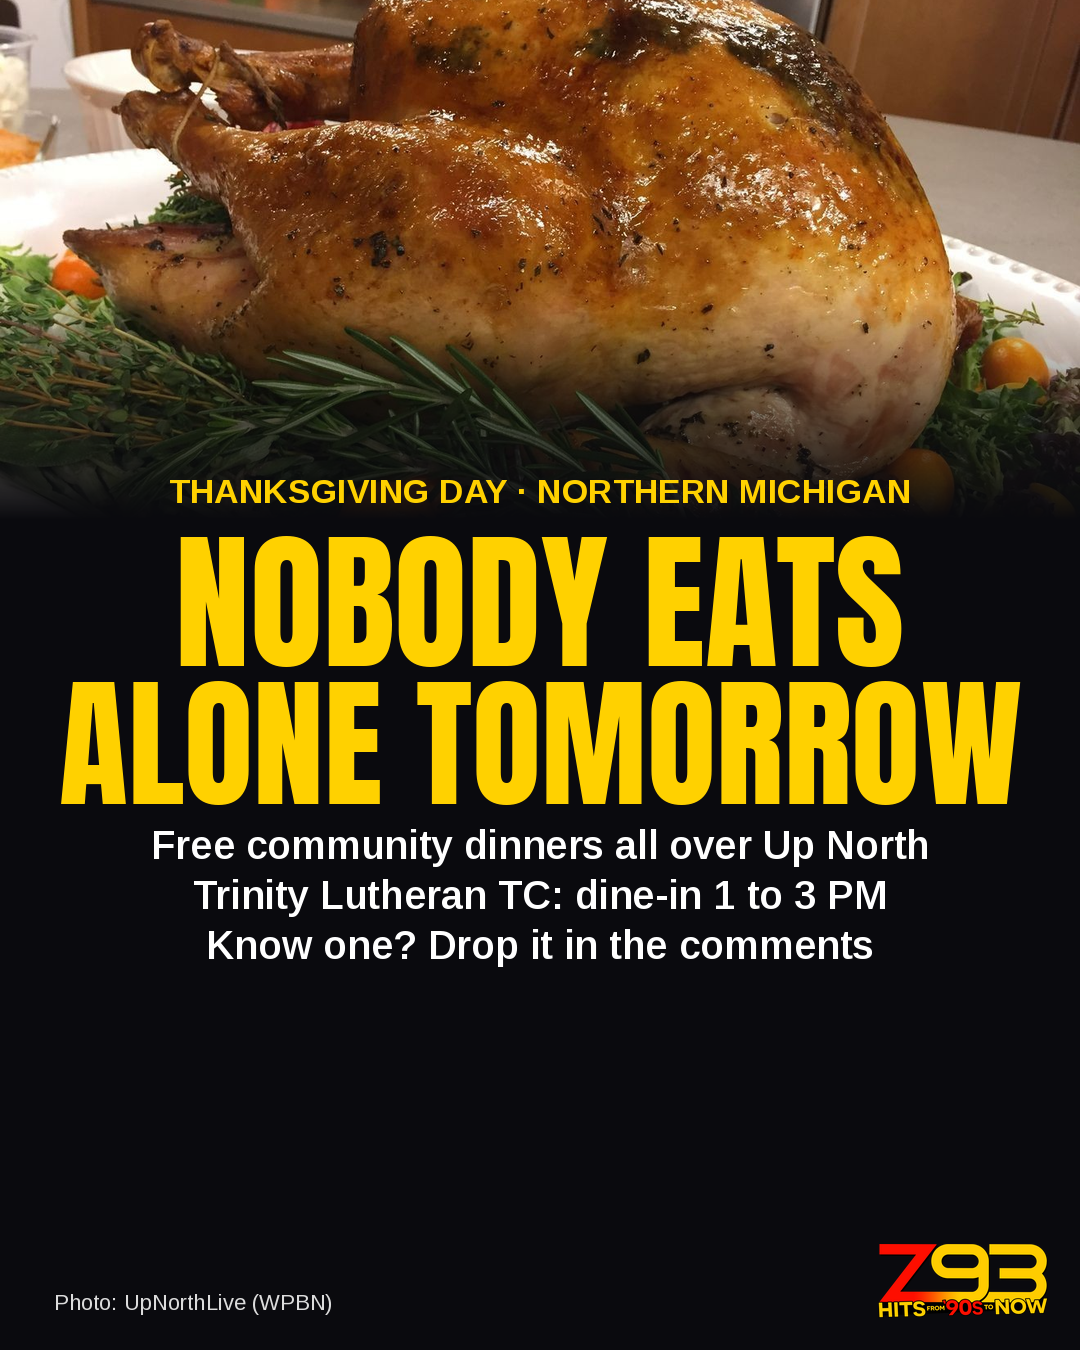 THANKSGIVING DAY · NORTHERN MICHIGAN
NOBODY EATS
ALONE TOMORROW
Free community dinners all over Up North
Trinity Lutheran TC: dine-in 1 to 3 PM
Know one? Drop it in the comments
Photo: UpNorthLive (WPBN)
Z93
HITS FROM '90S TO NOW